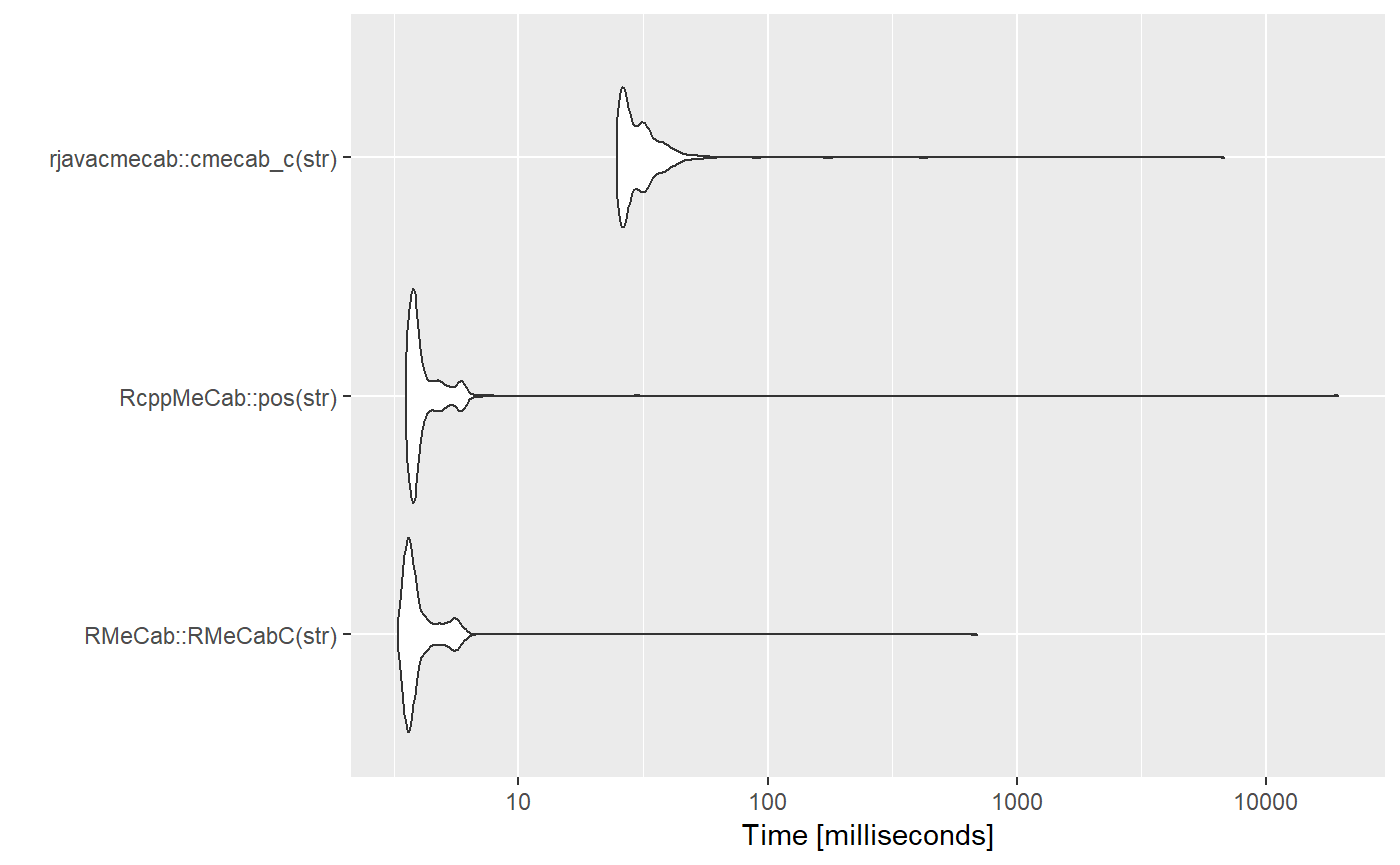 rjavacmecab::cmecab_c(str)
RcppMeCab::pos(str)
RMeCab::RMeCabC(str)
10 100 1000 10000
Time [milliseconds]